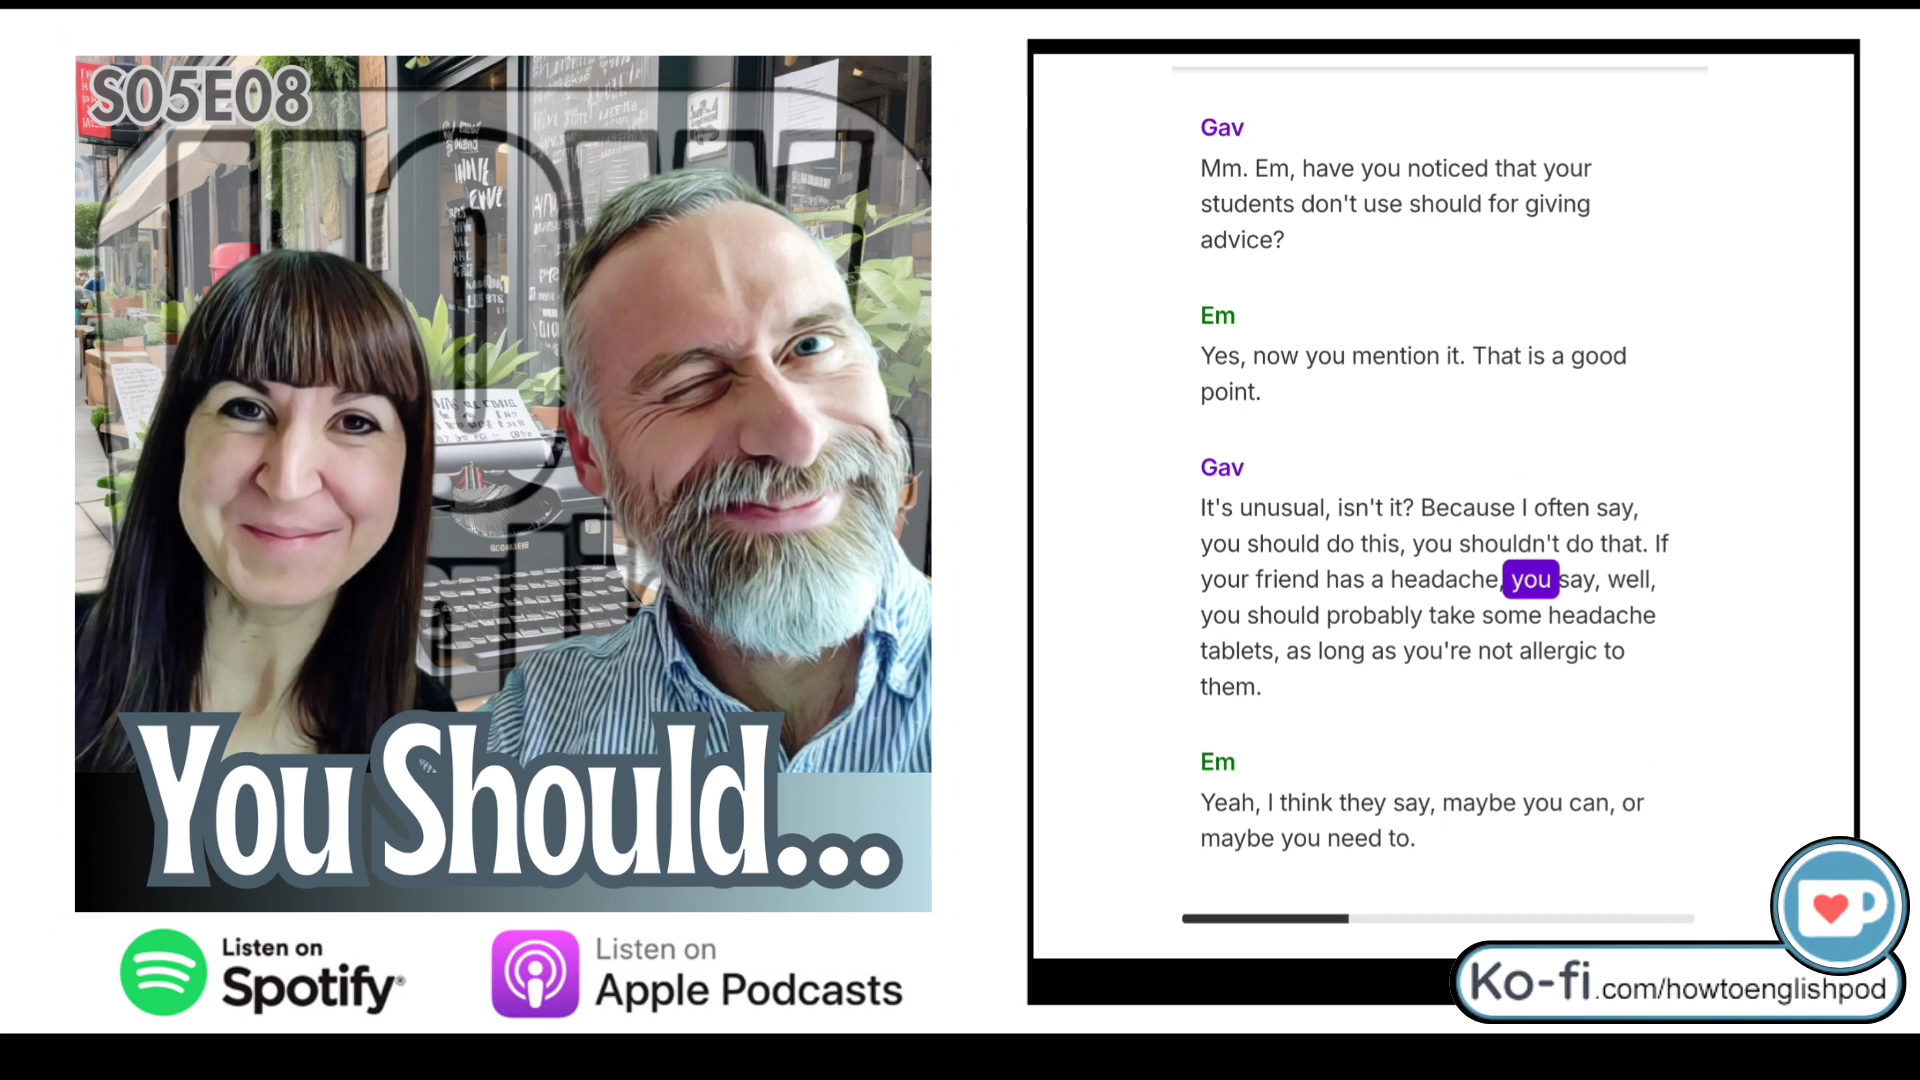 S05E08
You Should...
Listen on
Spotify
Listen on
Apple Podcasts
Gav
Mm. Em, have you noticed that your
students don't use should for giving
advice?
Em
Yes, now you mention it. That is a good
point.
Gav
It's unusual, isn't it? Because I often say,
you should do this, you shouldn't do that. If
your friend has a headache, you say, well,
you should probably take some headache
tablets, as long as you're not allergic to
them.
Em
Yeah, I think they say, maybe you can, or
maybe you need to.
Ko-fi.com/howtoenglishpod